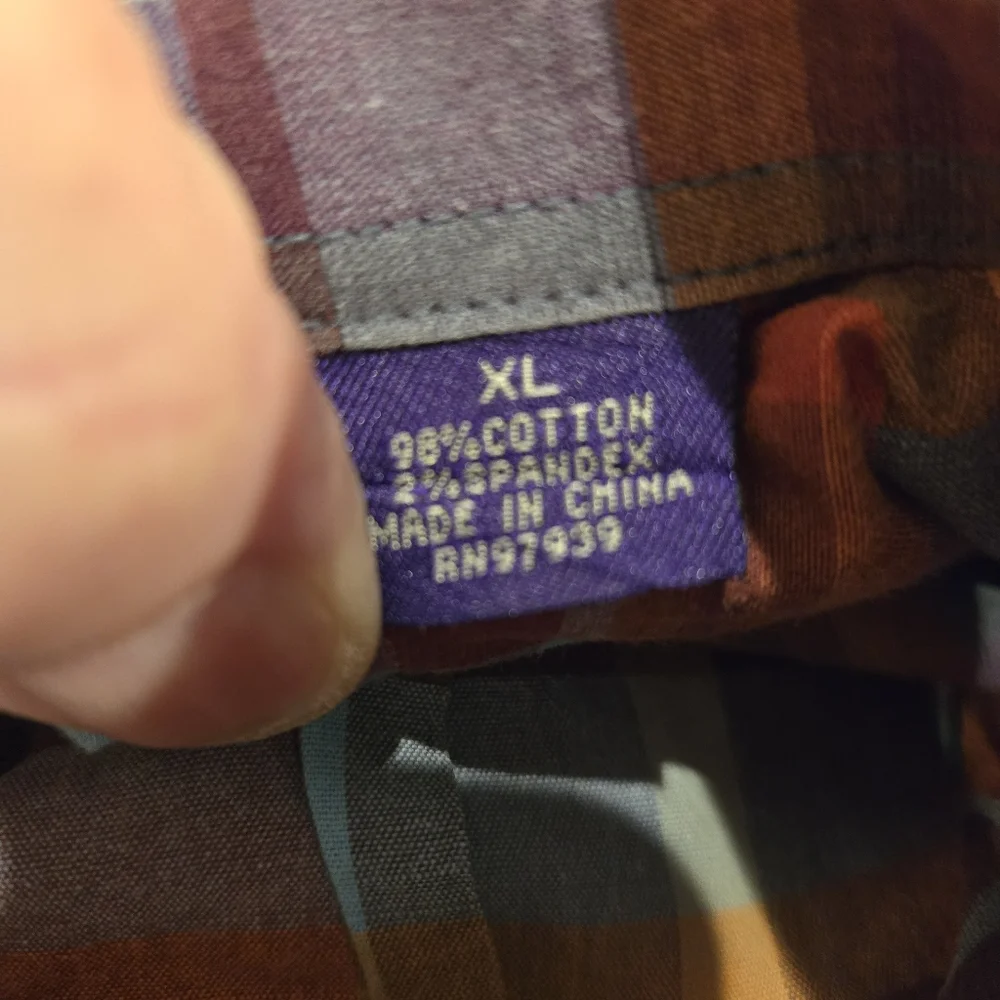 XL
98%COTTON
2%SPANDEX
MADE IN CHINA
RN97939